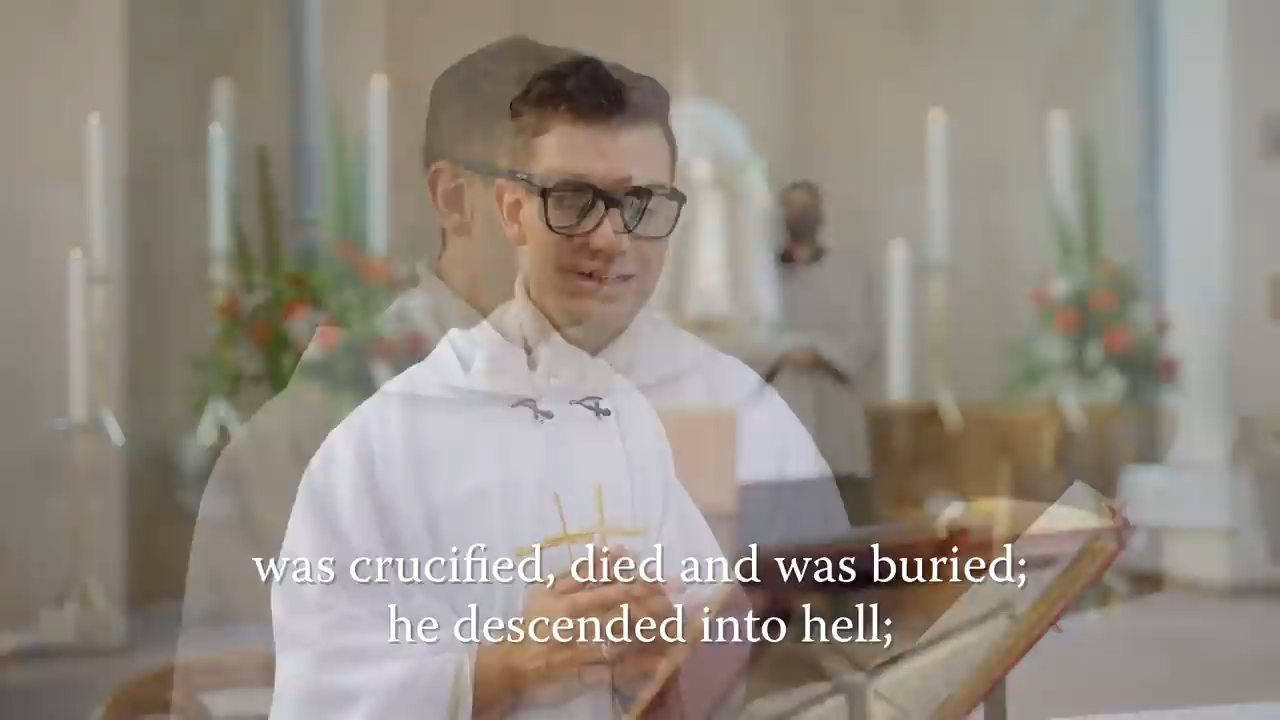 was crucified, died and was buried;
he descended into hell;